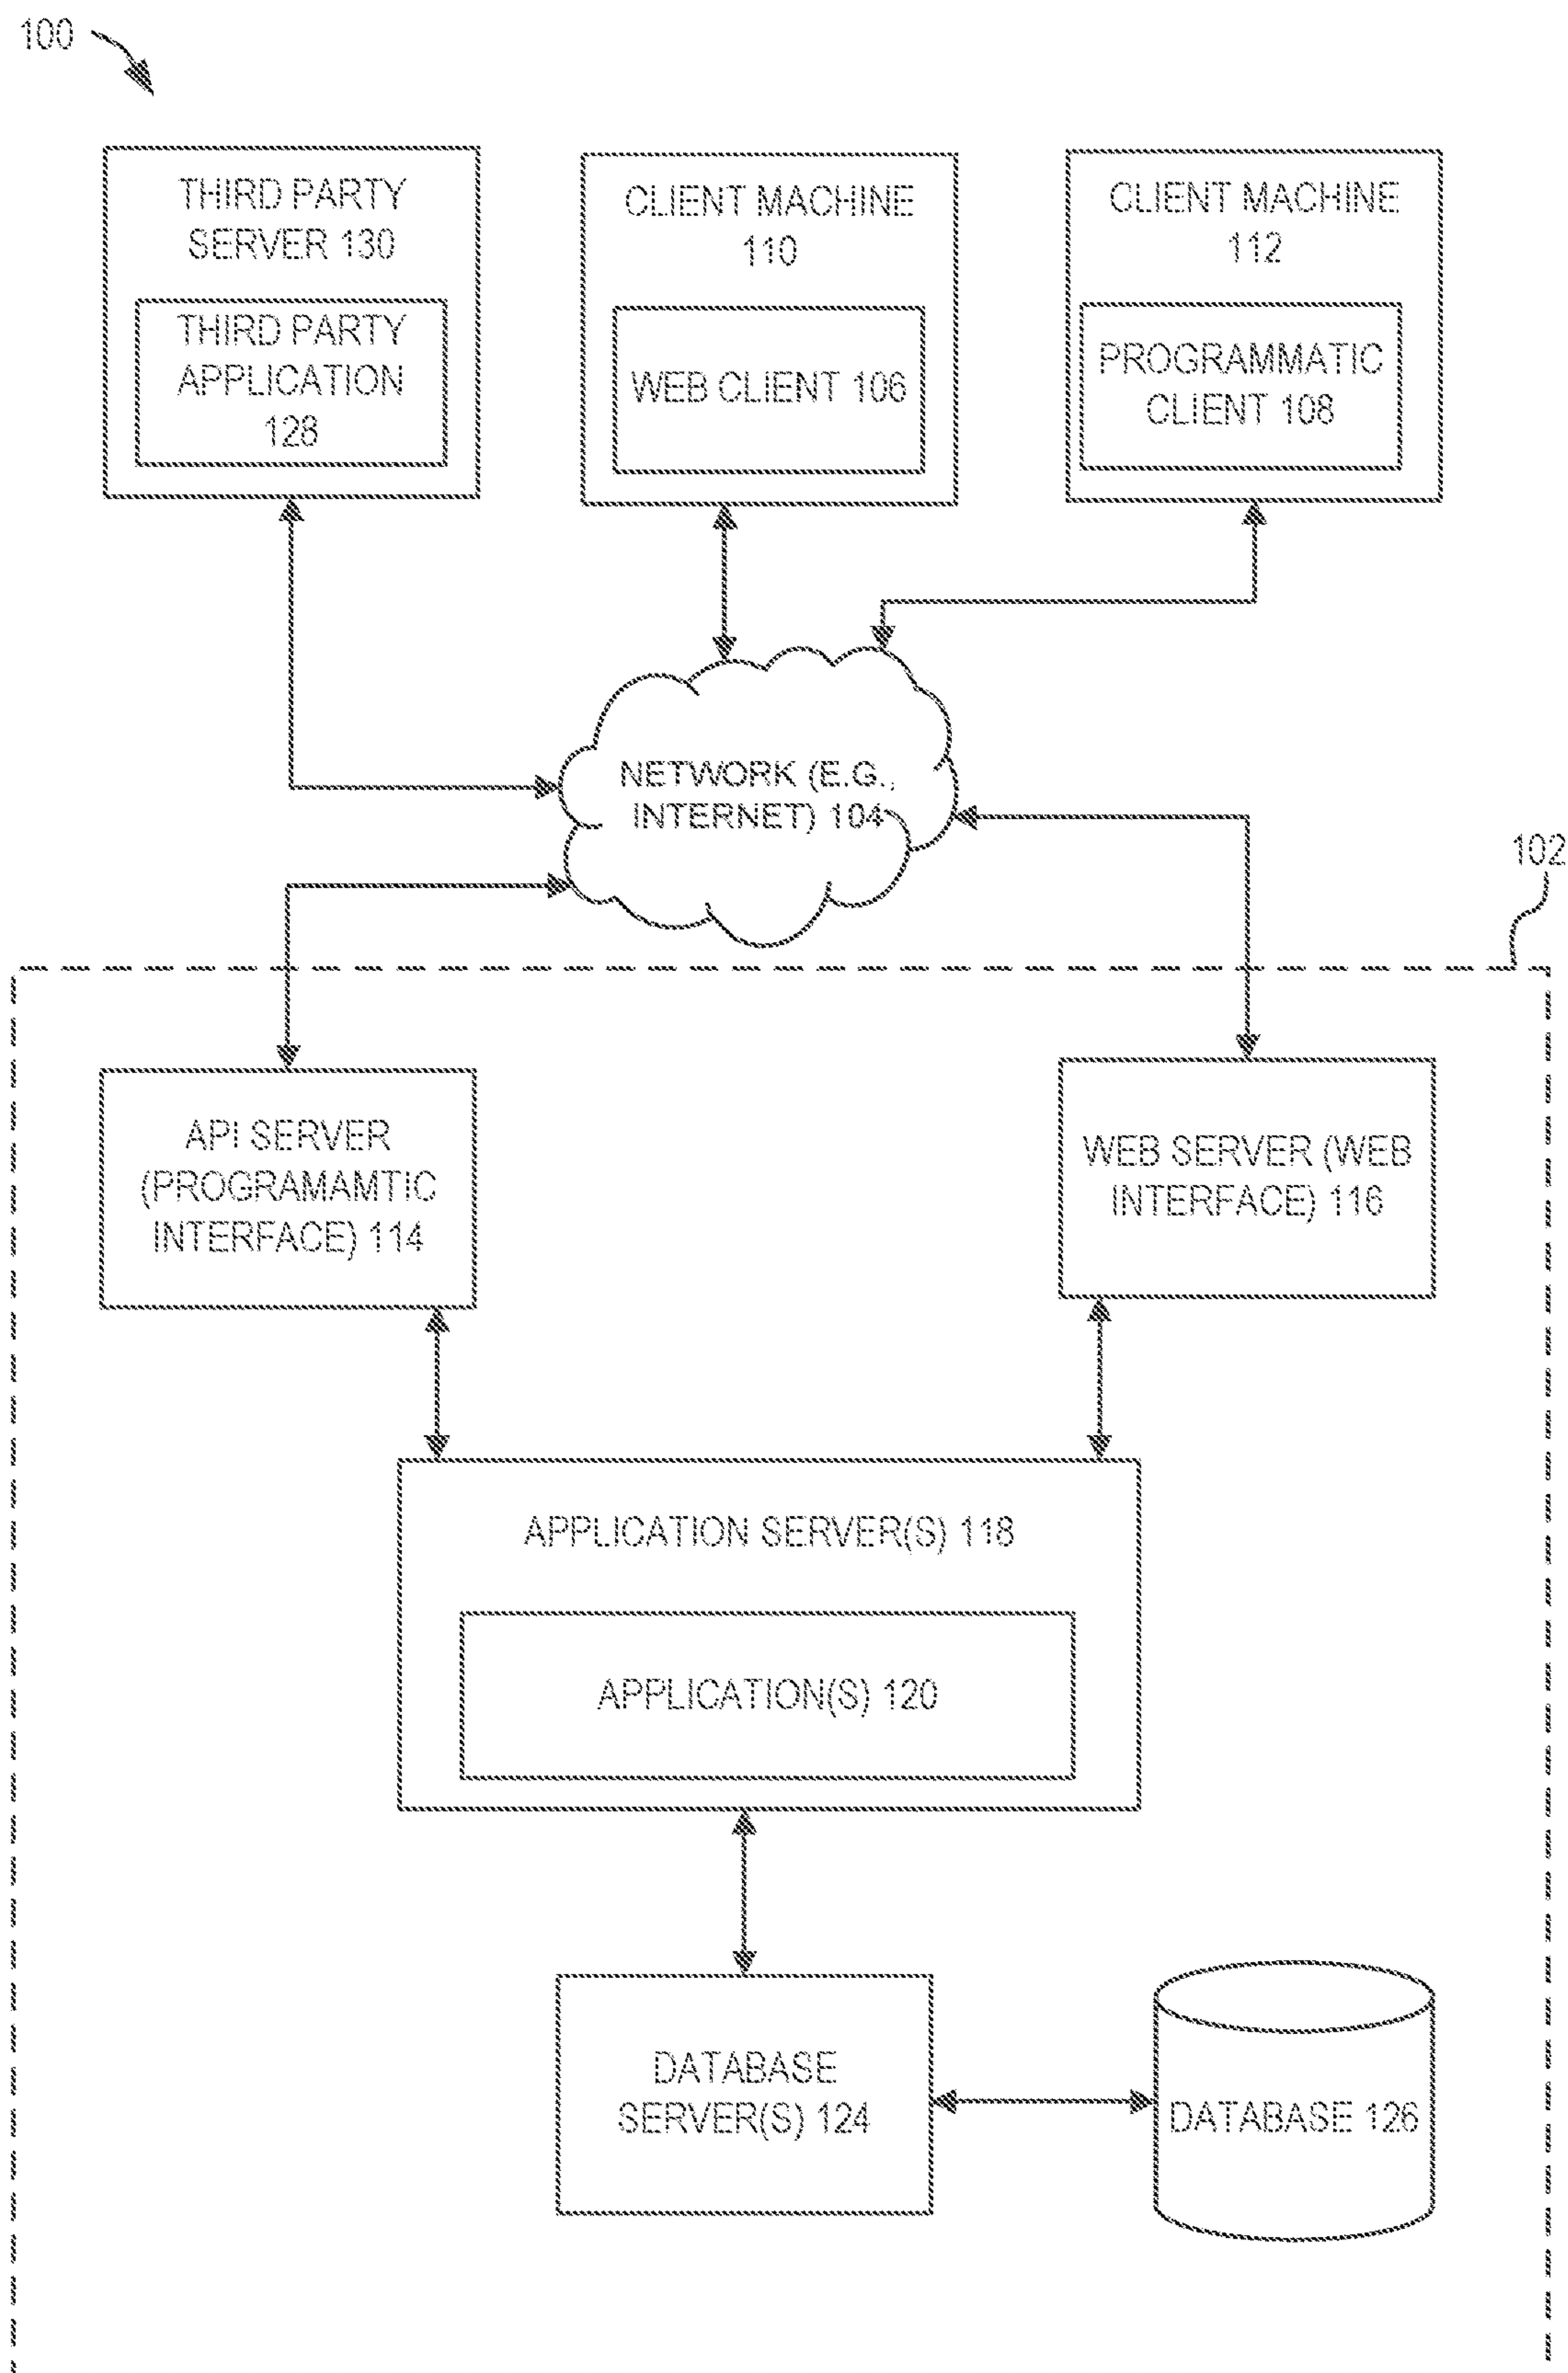 100
THIRD PARTY
SERVER 130
THIRD PARTY
APPLICATION
128
CLIENT MACHINE
110
WEB CLIENT 106
CLIENT MACHINE
112
PROGRAMMATIC
CLIENT 108
NETWORK (E.G.,
INTERNET) 104
102
API SERVER
(PROGRAMAMTIC
INTERFACE) 114
WEB SERVER (WEB
INTERFACE) 116
APPLICATION SERVER(S) 118
APPLICATION(S) 120
DATABASE
SERVER(S) 124
DATABASE 126